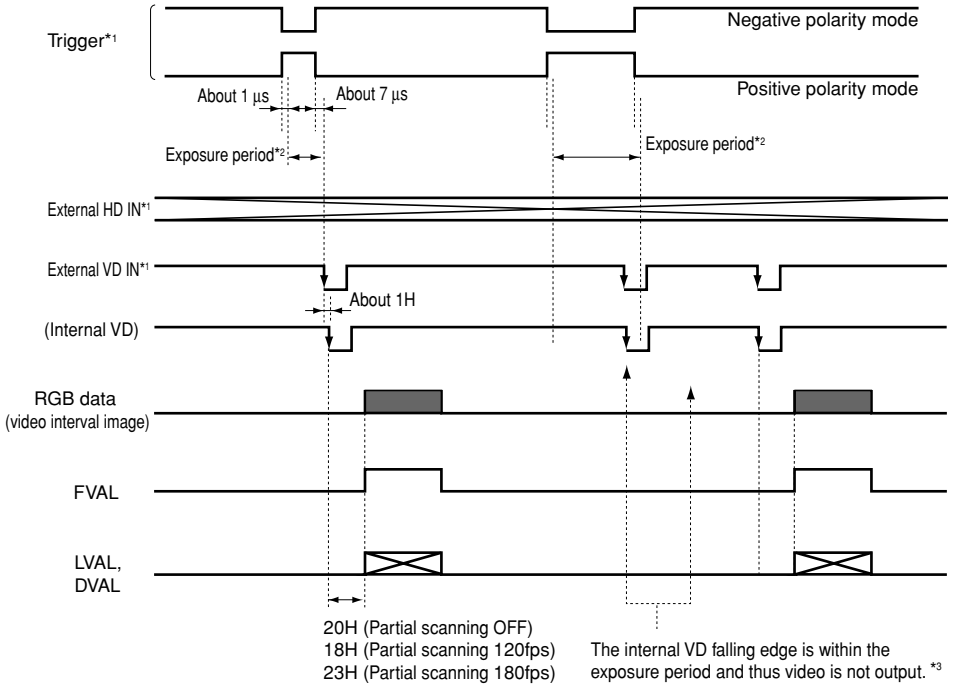 Negative polarity mode
Trigger*1
Positive polarity mode
About 1 μs
About 7 μs
Exposure period*2
Exposure period*2
External HD IN*1
External VD IN*1
About 1H
(Internal VD)
RGB data
(video interval image)
FVAL
LVAL,
DVAL
20H (Partial scanning OFF)
18H (Partial scanning 120fps)
23H (Partial scanning 180fps)
The internal VD falling edge is within the
exposure period and thus video is not output. *3